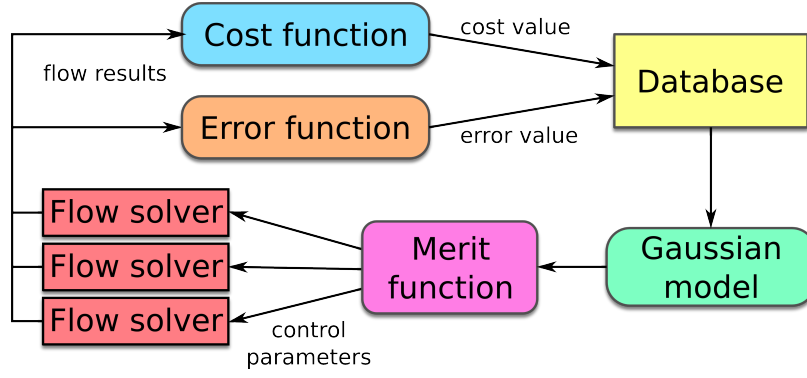 Cost function
cost value
flow results
Database
Error function
error value
Flow solver
Flow solver
Flow solver
Merit
function
Gaussian
model
control
parameters